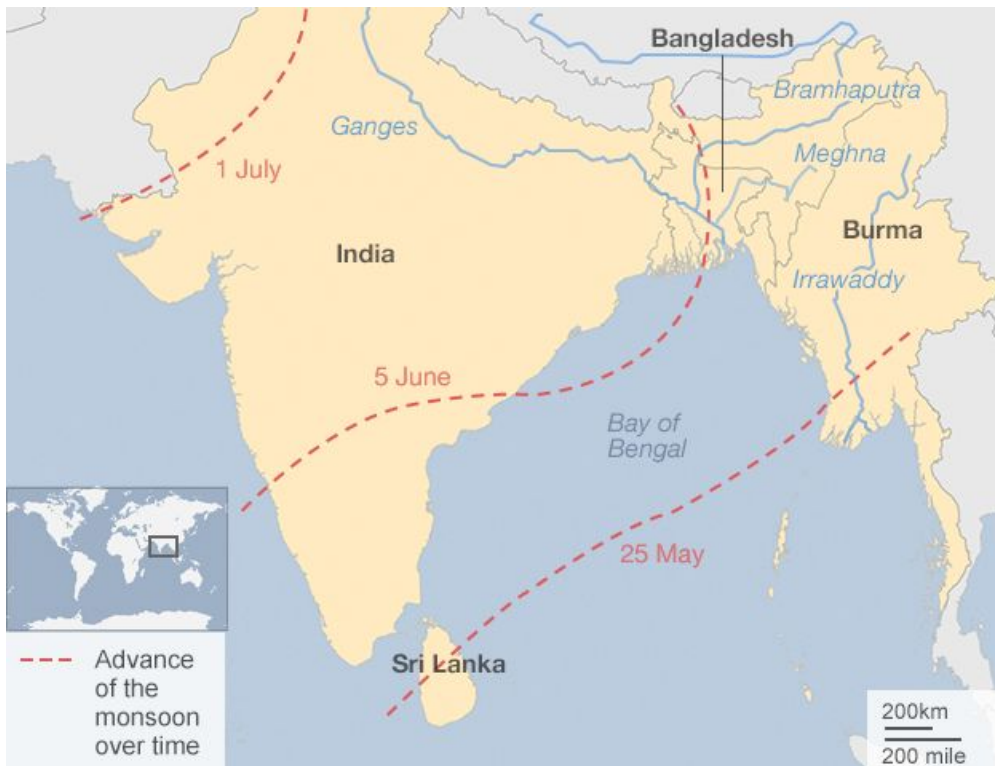 Bangladesh
Bramhaputra
Ganges
Meghna
1 July
Burma
India
Irrawaddy
5 June
Bay of
Bengal
25 May
Sri Lanka
Advance
of the
monsoon
over time
200km
200 mile